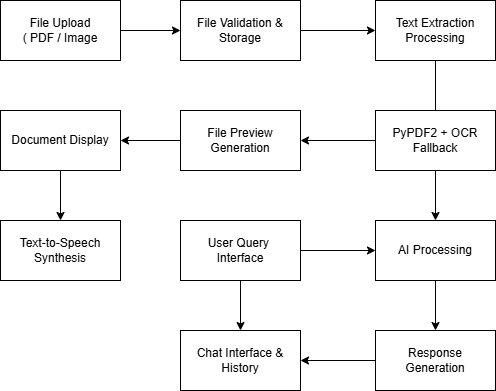 File Upload
( PDF / Image
File Validation &
Storage
Text Extraction
Processing
Document Display
File Preview
Generation
PyPDF2 + OCR
Fallback
Text-to-Speech
Synthesis
User Query
Interface
AI Processing
Chat Interface &
History
Response
Generation